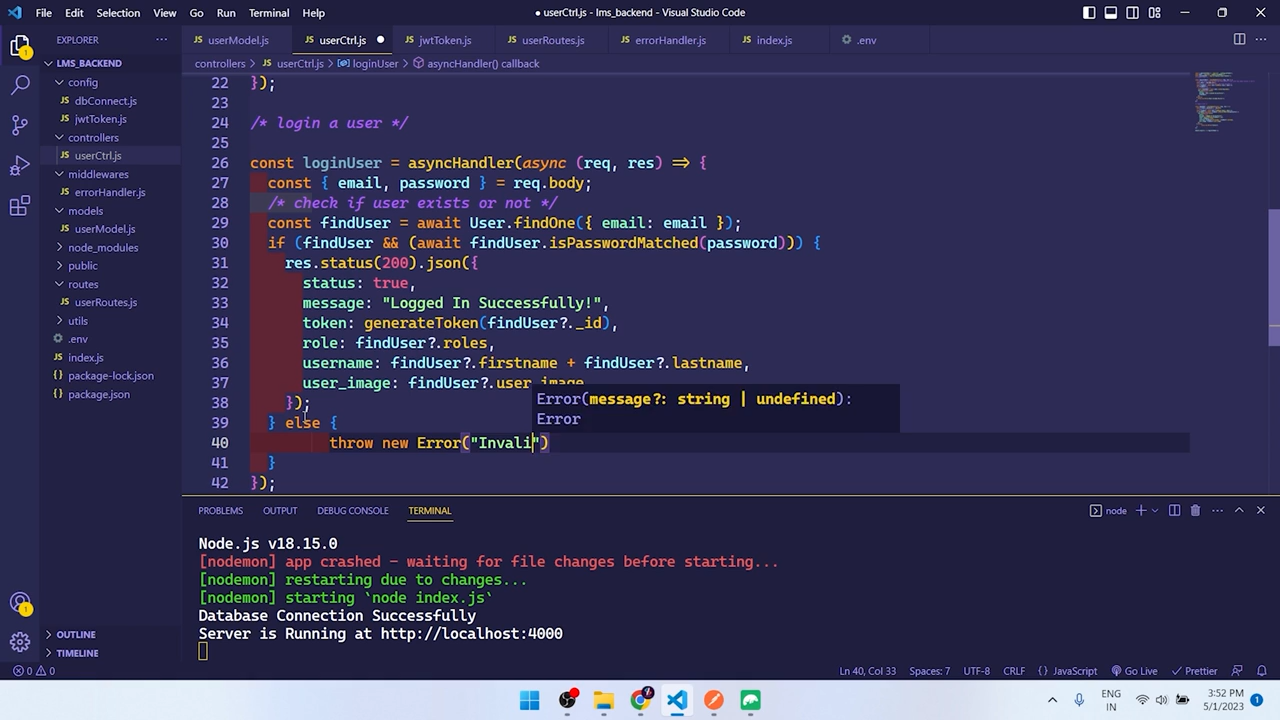 File Edit Selection View Go Run Terminal Help
● userCtrl.js - lms_backend - Visual Studio Code
EXPLORER ···
userModel.js userCtrl.js ● jwtToken.js userRoutes.js errorHandler.js index.js .env
LMS_BACKEND
config
dbConnect.js
jwtToken.js
controllers
userCtrl.js
middlewares
errorHandler.js
models
userModel.js
node_modules
public
routes
userRoutes.js
utils
.env
index.js
package-lock.json
package.json
OUTLINE
TIMELINE
controllers > JS userCtrl.js > loginUser > asyncHandler() callback
22 });
23
24 /* login a user */
25
26 const loginUser = asyncHandler(async (req, res) => {
27 const { email, password } = req.body;
28 /* check if user exists or not */
29 const findUser = await User.findOne({ email: email });
30 if (findUser && (await findUser.isPasswordMatched(password))) {
31 res.status(200).json({
32 status: true,
33 message: "Logged In Successfully!",
34 token: generateToken(findUser?._id),
35 role: findUser?.roles,
36 username: findUser?.firstname + findUser?.lastname,
37 user_image: findUser?.user_image
Error(message?: string | undefined):
Error
38 });
39 } else {
40 throw new Error("Invali")
41 }
42 });
PROBLEMS OUTPUT DEBUG CONSOLE TERMINAL
node
Node.js v18.15.0
[nodemon] app crashed - waiting for file changes before starting...
[nodemon] restarting due to changes...
[nodemon] starting `node index.js`
Database Connection Successfully
Server is Running at http://localhost:4000
0 0 Ln 40, Col 33 Spaces: 7 UTF-8 CRLF {} JavaScript Go Live Prettier
ENG
IN
3:52 PM
5/1/2023